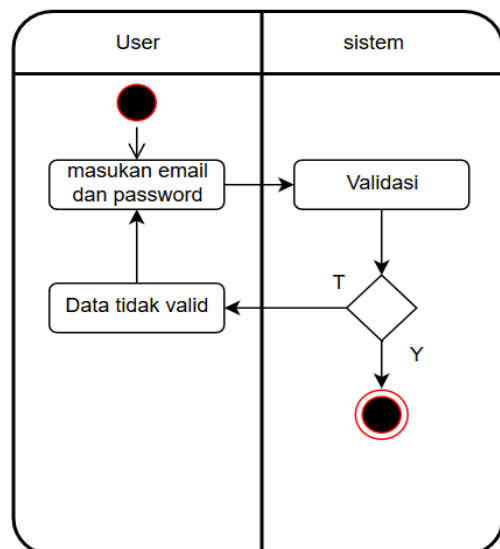 User
sistem
masukan email
dan password
Validasi
Data tidak valid
T
Y